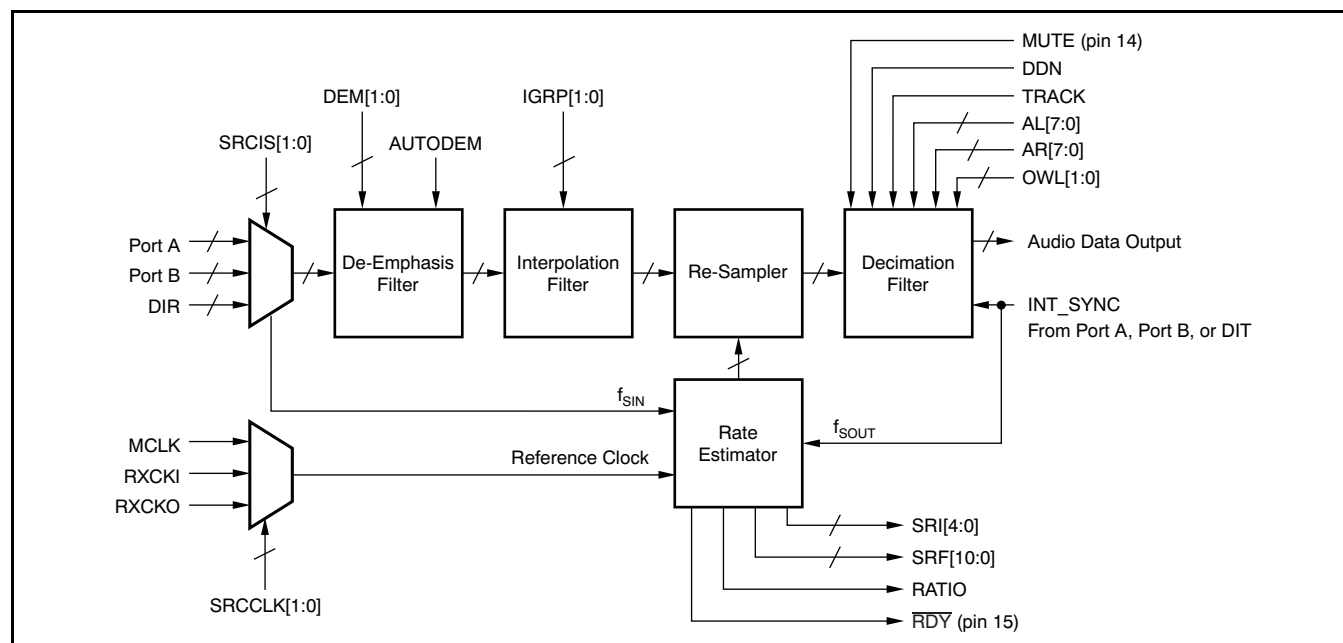 MUTE (pin 14)
DDN
TRACK
AL[7:0]
AR[7:0]
OWL[1:0]
DEM[1:0]
IGRP[1:0]
SRCIS[1:0]
AUTODEM
Port A
Port B
DIR
De-Emphasis
Filter
Interpolation
Filter
Re-Sampler
Decimation
Filter
Audio Data Output
INT_SYNC
From Port A, Port B, or DIT
fSIN
fSOUT
MCLK
RXCKI
RXCKO
Reference Clock
Rate
Estimator
SRCCLK[1:0]
SRI[4:0]
SRF[10:0]
RATIO
RDY (pin 15)